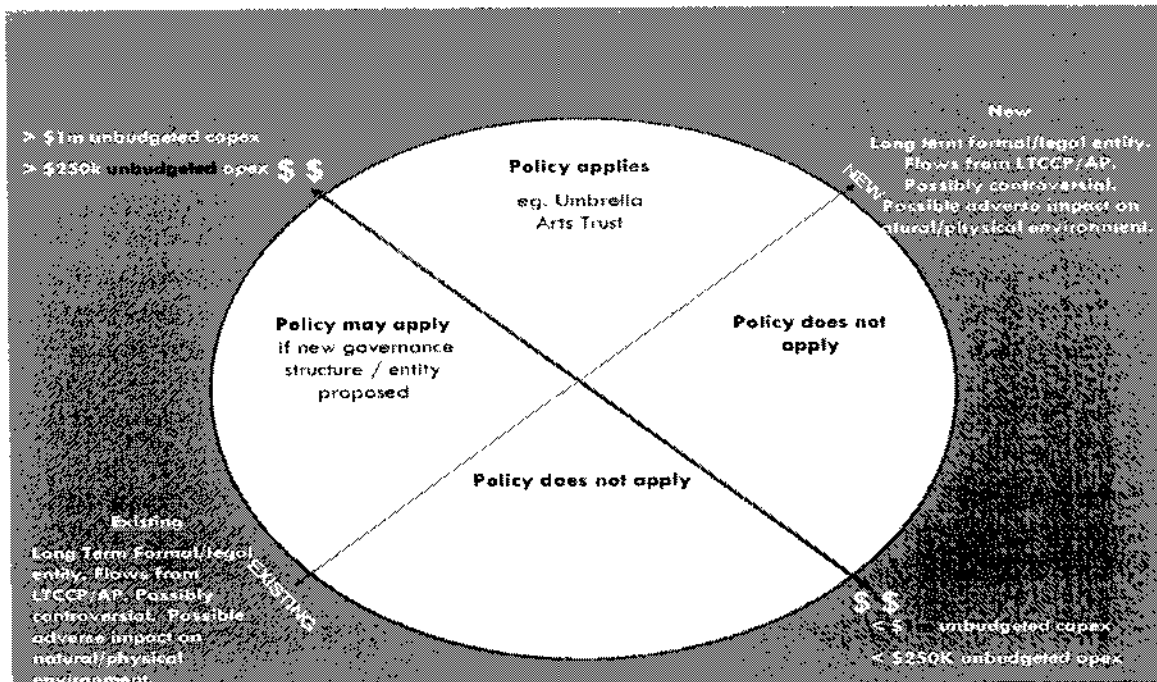 > $1m unbudgeted capex
> $250k unbudgeted opex $ $
New
Long term formal/legal entity.
Flows from LTCCP/AP.
Possibly controversial.
Possible adverse impact on
natural/physical environment.
NEW
Policy applies
eg. Umbrella
Arts Trust
Policy may apply
if new governance
structure / entity
proposed
Policy does not
apply
Policy does not apply
Existing
Long Term Formal/legal
entity. Flows from
LTCCP/AP. Possibly
controversial. Possible
adverse impact on
natural/physical
environment
EXISTING
$ $
< $ unbudgeted capex
< $250K unbudgeted opex